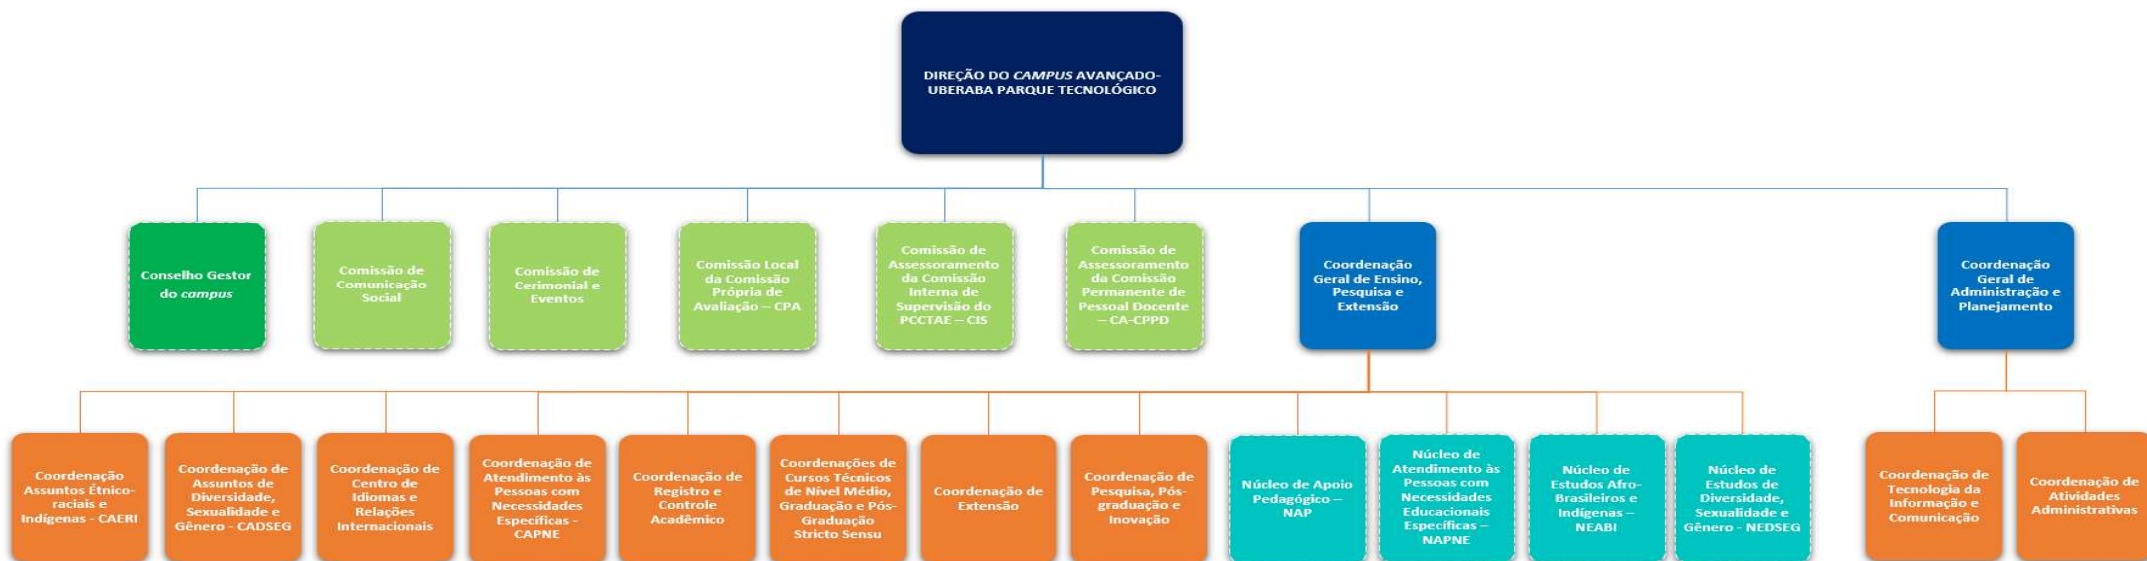 DIREÇÃO DO CAMPUS AVANÇADO-
UBERABA PARQUE TECNOLÓGICO
Conselho Gestor
do campus
Comissão de
Comunicação
Social
Comissão de
Cerimonial e
Eventos
Comissão Local
da Comissão
Própria de
Avaliação – CPA
Comissão de
Assessoramento
da Comissão
Interna de
Supervisão do
PCCTAE – CIS
Comissão de
Assessoramento
da Comissão
Permanente de
Pessoal Docente
– CA-CPPD
Coordenação
Geral de Ensino,
Pesquisa e
Extensão
Coordenação
Geral de
Administração e
Planejamento
Coordenação
Assuntos Étnico-
raciais e
Indígenas - CAERI
Coordenação de
Assuntos de
Diversidade,
Sexualidade e
Gênero - CADSEG
Coordenação de
Centro de
Idiomas e
Relações
Internacionais
Coordenação de
Atendimento às
Pessoas com
Necessidades
Específicas -
CAPNE
Coordenação de
Registro e
Controle
Acadêmico
Coordenações de
Cursos Técnicos
de Nível Médio,
Graduação e Pós-
Graduação
Stricto Sensu
Coordenação de
Extensão
Coordenação de
Pesquisa, Pós-
graduação e
Inovação
Núcleo de Apoio
Pedagógico –
NAP
Núcleo de
Atendimento às
Pessoas com
Necessidades
Educacionais
Específicas –
NAPNE
Núcleo de
Estudos Afro-
Brasileiros e
Indígenas –
NEABI
Núcleo de
Estudos de
Diversidade,
Sexualidade e
Gênero - NEDSEG
Coordenação de
Tecnologia da
Informação e
Comunicação
Coordenação de
Atividades
Administrativas